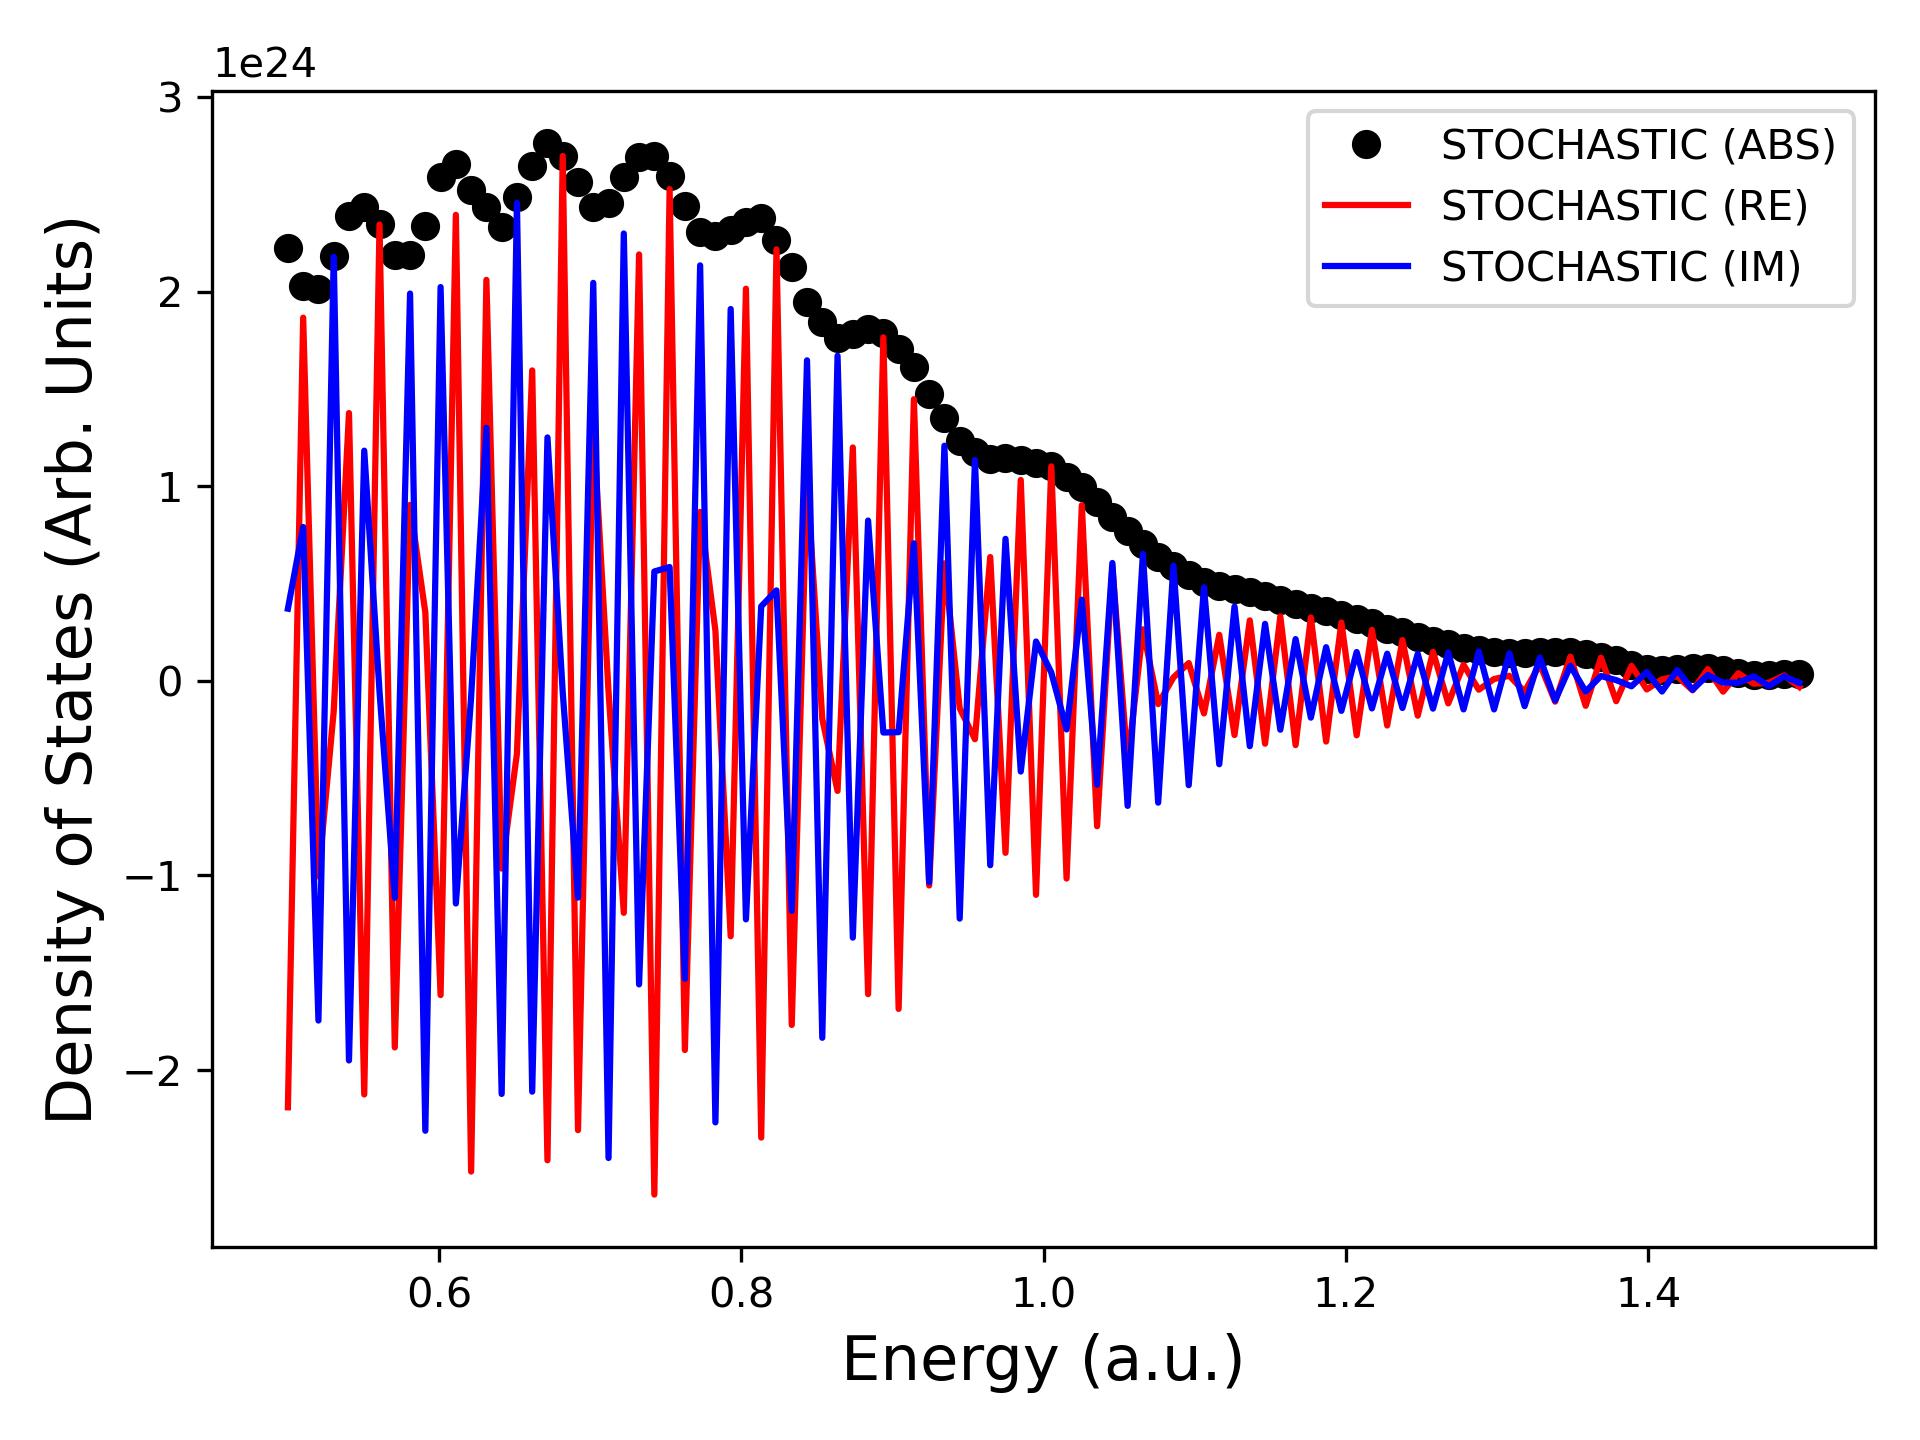 1e24
3
2
1
0
−1
−2
Density of States (Arb. Units)
STOCHASTIC (ABS)
STOCHASTIC (RE)
STOCHASTIC (IM)
0.6 0.8 1.0 1.2 1.4
Energy (a.u.)